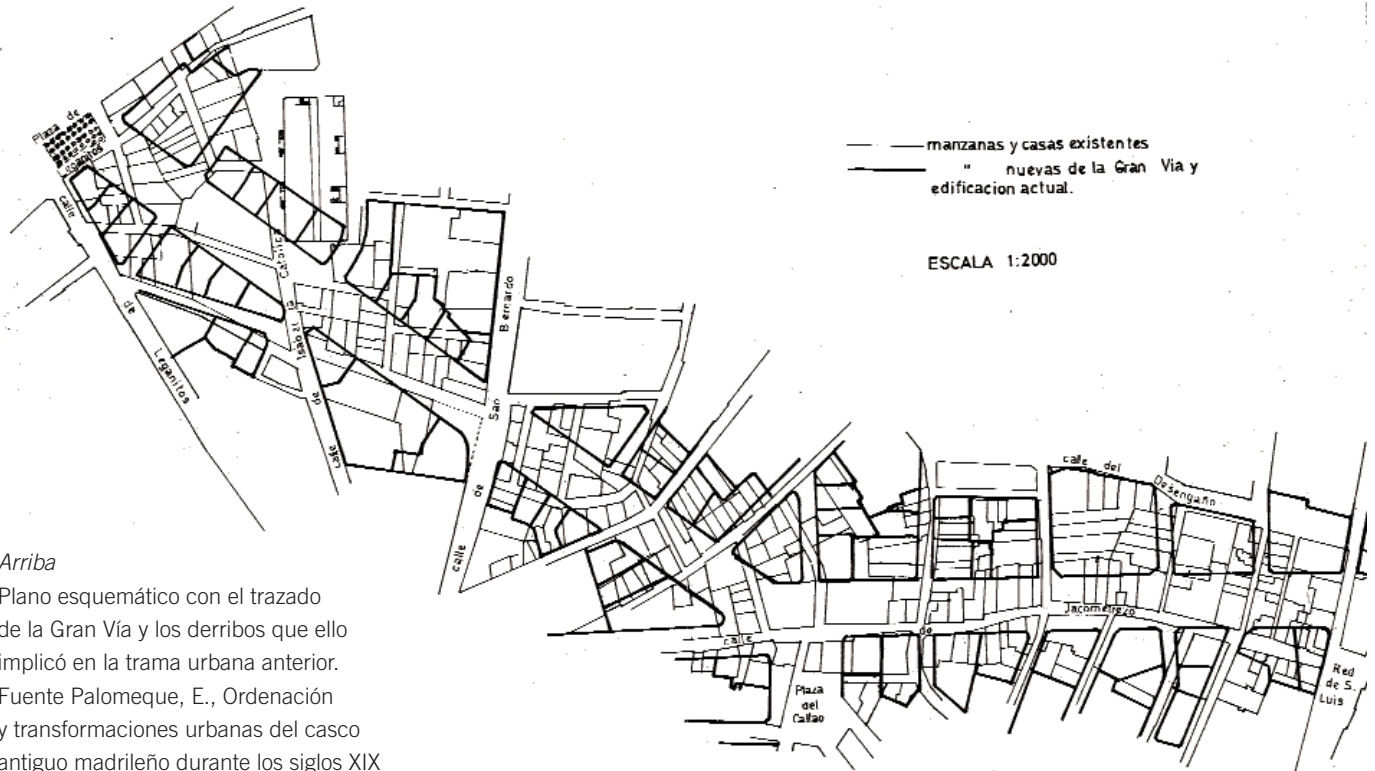 Plaza de
Leganitos
calle
de
Leganitos
calle
de
Isabel
la
Catolica
calle
de
San
Bernardo
manzanas y casas existentes
" nuevas de la Gran Via y
edificacion actual.
ESCALA 1:2000
calle del
Desengaño
calle
de
Jacometrezo
Plaza
del
Callao
Red
de S.
Luis
Arriba
Plano esquemático con el trazado
de la Gran Vía y los derribos que ello
implicó en la trama urbana anterior.
Fuente Palomeque, E., Ordenación
y transformaciones urbanas del casco
antiguo madrileño durante los siglos XIX